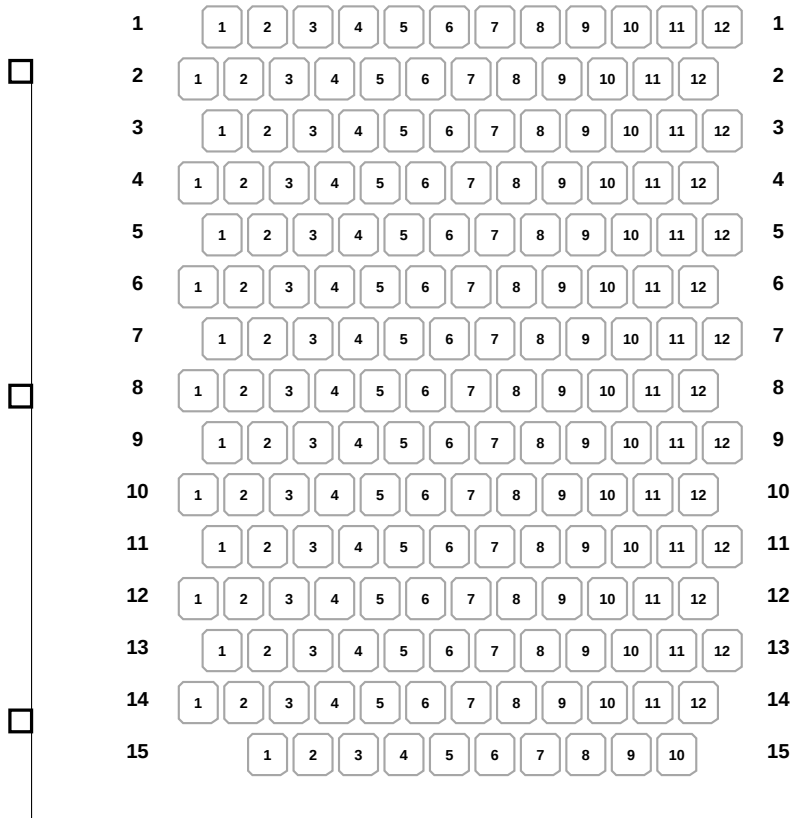 1 1 2 3 4 5 6 7 8 9 10 11 12 1
2 1 2 3 4 5 6 7 8 9 10 11 12 2
3 1 2 3 4 5 6 7 8 9 10 11 12 3
4 1 2 3 4 5 6 7 8 9 10 11 12 4
5 1 2 3 4 5 6 7 8 9 10 11 12 5
6 1 2 3 4 5 6 7 8 9 10 11 12 6
7 1 2 3 4 5 6 7 8 9 10 11 12 7
8 1 2 3 4 5 6 7 8 9 10 11 12 8
9 1 2 3 4 5 6 7 8 9 10 11 12 9
10 1 2 3 4 5 6 7 8 9 10 11 12 10
11 1 2 3 4 5 6 7 8 9 10 11 12 11
12 1 2 3 4 5 6 7 8 9 10 11 12 12
13 1 2 3 4 5 6 7 8 9 10 11 12 13
14 1 2 3 4 5 6 7 8 9 10 11 12 14
15 1 2 3 4 5 6 7 8 9 10 15